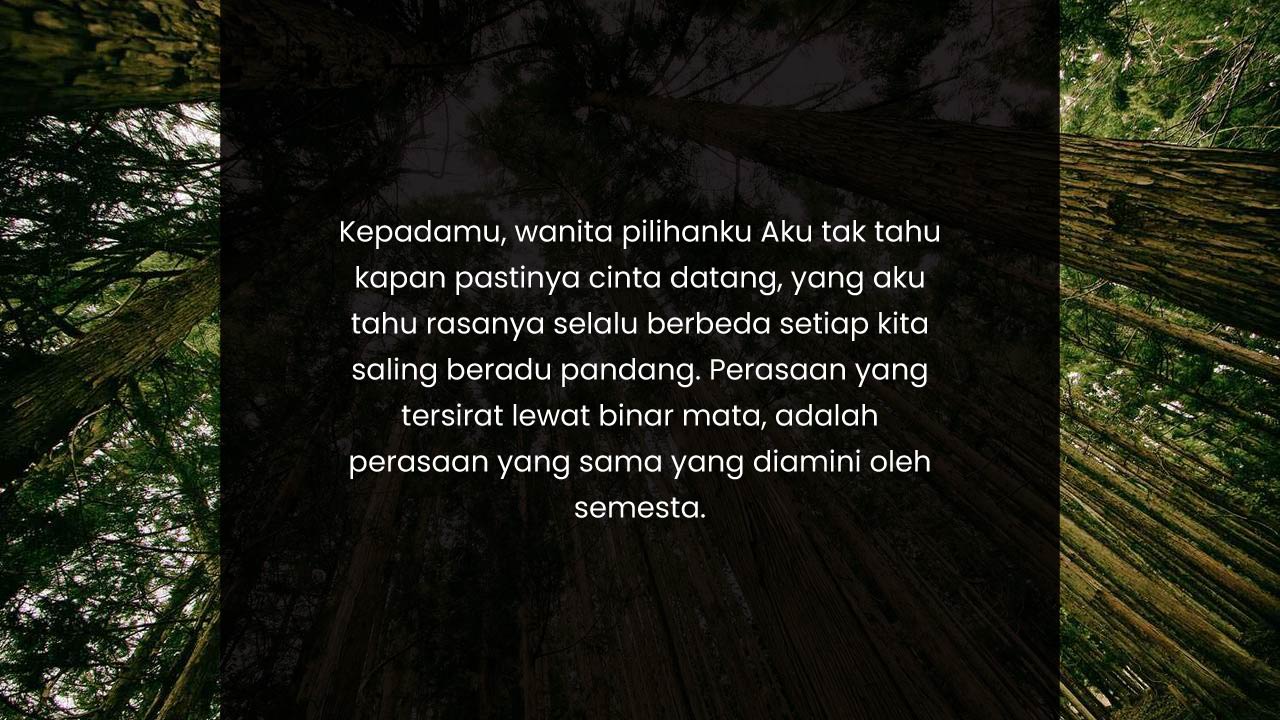 Kepadamu, wanita pilihanku Aku tak tahu
kapan pastinya cinta datang, yang aku
tahu rasanya selalu berbeda setiap kita
saling beradu pandang. Perasaan yang
tersirat lewat binar mata, adalah
perasaan yang sama yang diamini oleh
semesta.